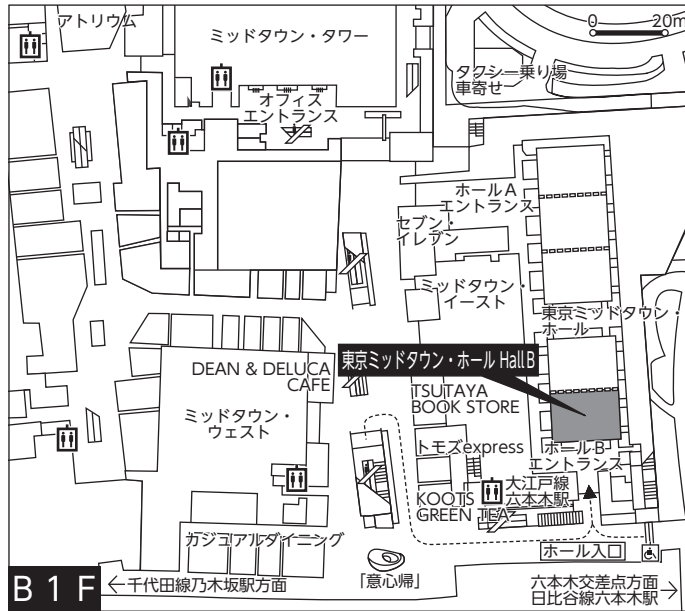 アトリウム
ミッドタウン・タワー
0 20m
タクシー乗り場
車寄せ
オフィス
エントランス
ホールA
エントランス
セブン・
イレブン
ミッドタウン・
イースト
東京ミッドタウン・
ホール
東京ミッドタウン・ホール Hall B
DEAN & DELUCA
CAFE
TSUTAYA
BOOK STORE
ミッドタウン・
ウェスト
トモズexpress
ホールB
エントランス
大江戸線
六本木駅
KOOTS
GREEN TEA
カジュアルダイニング
ホール入口
「意心帰」
B1F
←千代田線乃木坂駅方面
六本木交差点方面
日比谷線六本木駅→